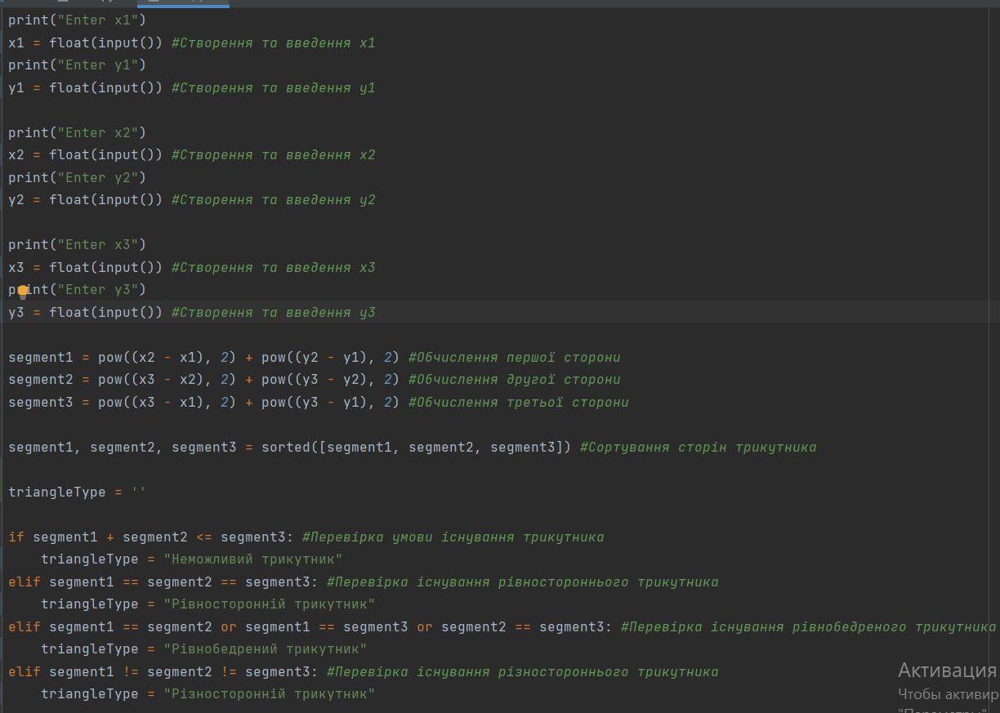 print("Enter x1")
x1 = float(input()) #Створення та введення x1
print("Enter y1")
y1 = float(input()) #Створення та введення y1
print("Enter x2")
x2 = float(input()) #Створення та введення x2
print("Enter y2")
y2 = float(input()) #Створення та введення y2
print("Enter x3")
x3 = float(input()) #Створення та введення x3
print("Enter y3")
y3 = float(input()) #Створення та введення y3
segment1 = pow((x2 - x1), 2) + pow((y2 - y1), 2) #Обчислення першої сторони
segment2 = pow((x3 - x2), 2) + pow((y3 - y2), 2) #Обчислення другої сторони
segment3 = pow((x3 - x1), 2) + pow((y3 - y1), 2) #Обчислення третьої сторони
segment1, segment2, segment3 = sorted([segment1, segment2, segment3]) #Сортування сторін трикутника
triangleType = ''
if segment1 + segment2 <= segment3: #Перевірка умови існування трикутника
    triangleType = "Неможливий трикутник"
elif segment1 == segment2 == segment3: #Перевірка існування рівностороннього трикутника
    triangleType = "Рівносторонній трикутник"
elif segment1 == segment2 or segment1 == segment3 or segment2 == segment3: #Перевірка існування рівнобедреного трикутника
    triangleType = "Рівнобедрений трикутник"
elif segment1 != segment2 != segment3: #Перевірка існування різностороннього трикутника
    triangleType = "Різносторонній трикутник"
Активация
Чтобы активир